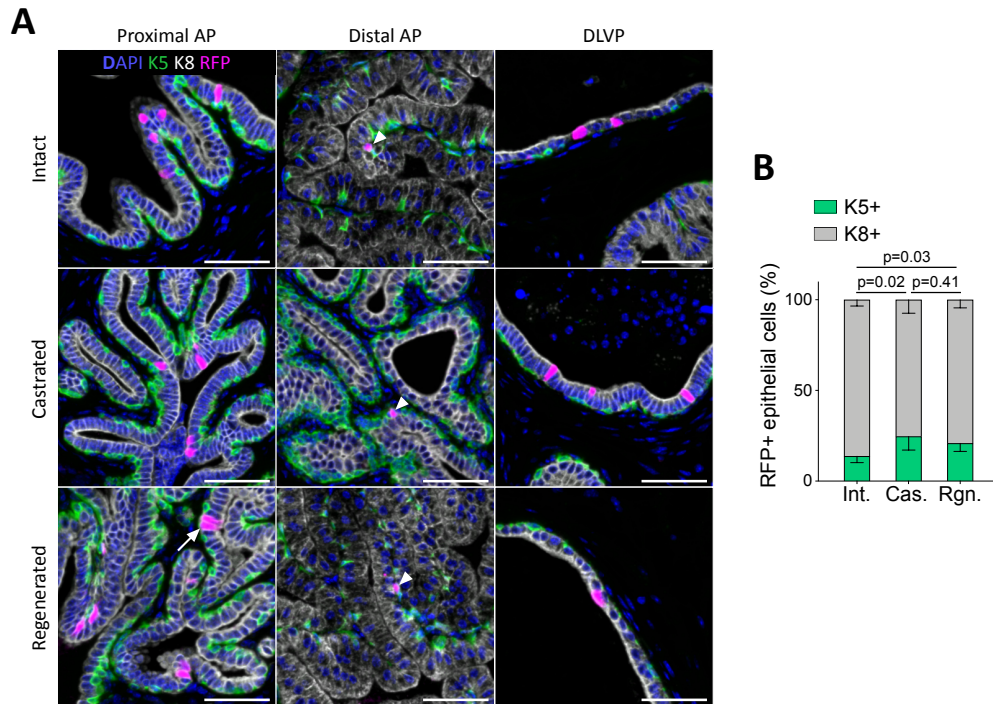 A
Proximal AP
Distal AP
DLVP
DAPI K5 K8 RFP
Intact
Castrated
Regenerated
B
K5+
K8+
p=0.03
p=0.02
p=0.41
RFP+ epithelial cells (%)
100
50
0
Int.
Cas.
Rgn.